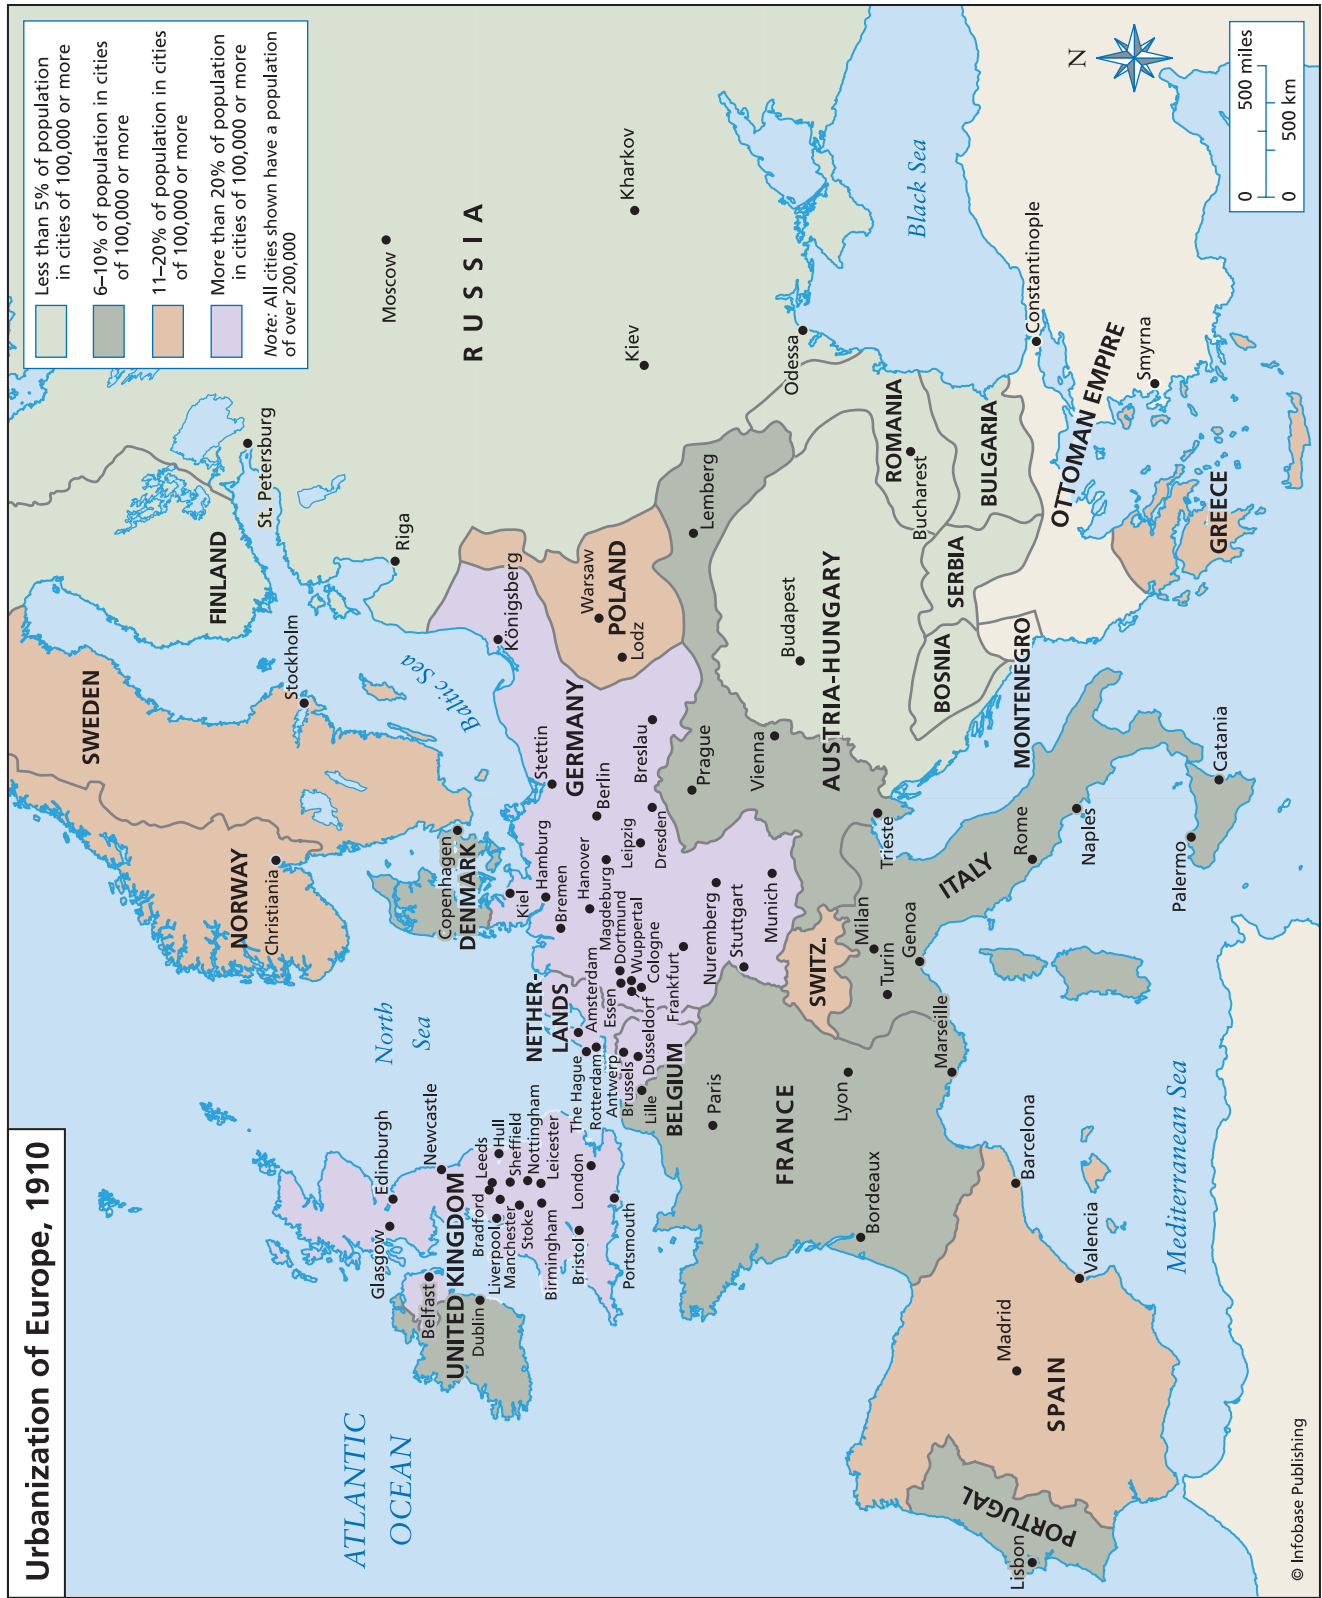 Urbanization of Europe, 1910
Less than 5% of population
in cities of 100,000 or more
6–10% of population in cities
of 100,000 or more
11–20% of population in cities
of 100,000 or more
More than 20% of population
in cities of 100,000 or more
Note: All cities shown have a population
of over 200,000
N
0 500 miles
0 500 km
ATLANTIC
OCEAN
North
Sea
Baltic Sea
Black Sea
Mediterranean Sea
NORWAY
Christiania
SWEDEN
Stockholm
FINLAND
St. Petersburg
Riga
RUSSIA
Moscow
Kharkov
Kiev
Odessa
DENMARK
Copenhagen
UNITED KINGDOM
Glasgow
Edinburgh
Newcastle
Belfast
Dublin
Bradford
Leeds
Hull
Liverpool
Manchester
Sheffield
Stoke
Nottingham
Leicester
Birmingham
Bristol
London
Portsmouth
NETHER-
LANDS
Amsterdam
The Hague
Rotterdam
BELGIUM
Antwerp
Brussels
GERMANY
Königsberg
Stettin
Kiel
Hamburg
Bremen
Hanover
Berlin
Magdeburg
Leipzig
Breslau
Dresden
Dortmund
Essen
Wuppertal
Cologne
Dusseldorf
Frankfurt
Nuremberg
Stuttgart
Munich
POLAND
Warsaw
Lodz
FRANCE
Lille
Paris
Lyon
Bordeaux
Marseille
SWITZ.
AUSTRIA-HUNGARY
Lemberg
Prague
Vienna
Budapest
Trieste
ITALY
Milan
Turin
Genoa
Rome
Naples
Palermo
Catania
BOSNIA
MONTENEGRO
SERBIA
ROMANIA
Bucharest
BULGARIA
OTTOMAN EMPIRE
Constantinople
Smyrna
GREECE
SPAIN
Barcelona
Valencia
Madrid
PORTUGAL
Lisbon
© Infobase Publishing